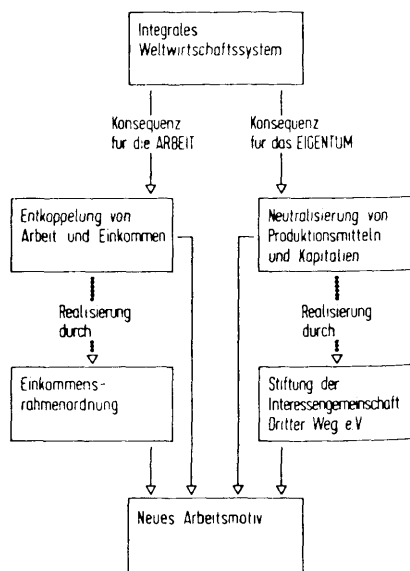 Integrales
Weltwirtschaftssystem
Konsequenz
für die ARBEIT
Konsequenz
für das EIGENTUM
Entkoppelung von
Arbeit und Einkommen
Neutralisierung von
Produktionsmitteln
und Kapitalien
Realisierung
durch
Realisierung
durch
Einkommens-
rahmenordnung
Stiftung der
Interessengemeinschaft
Dritter Weg e.V
Neues Arbeitsmotiv